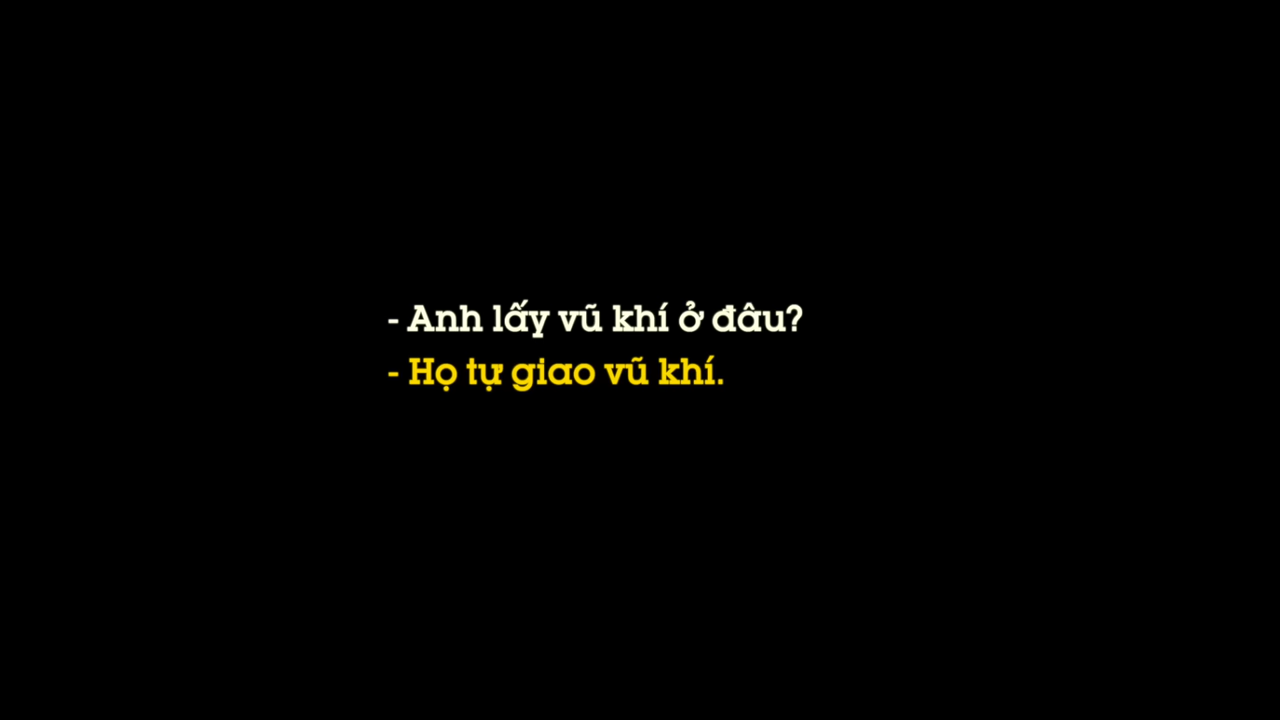 - Anh lấy vũ khí ở đâu?
- Họ tự giao vũ khí.